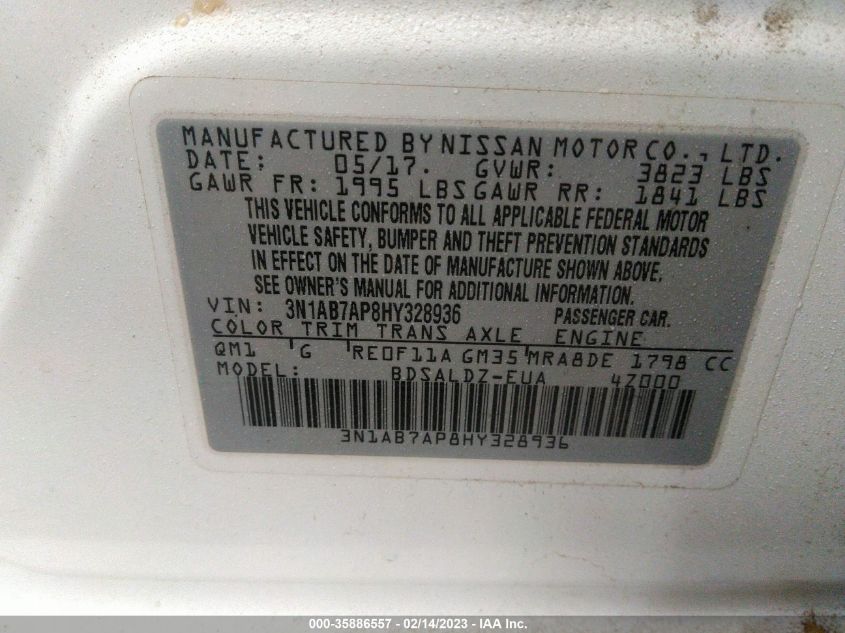 MANUFACTURED BY NISSAN MOTOR CO., LTD.
DATE: 05/17. GVWR: 3823 LBS
GAWR FR: 1995 LBS GAWR RR: 1841 LBS
THIS VEHICLE CONFORMS TO ALL APPLICABLE FEDERAL MOTOR
VEHICLE SAFETY, BUMPER AND THEFT PREVENTION STANDARDS
IN EFFECT ON THE DATE OF MANUFACTURE SHOWN ABOVE.
SEE OWNER'S MANUAL FOR ADDITIONAL INFORMATION.
VIN: 3N1AB7AP8HY328936 PASSENGER CAR.
COLOR TRIM TRANS AXLE ENGINE
QM1 G RE0F11A GM35 MRA8DE 1798 CC
MODEL: BDSALDZ-EUA 4Z000
3N1AB7AP8HY328936
000-35886557 - 02/14/2023 - IAA Inc.